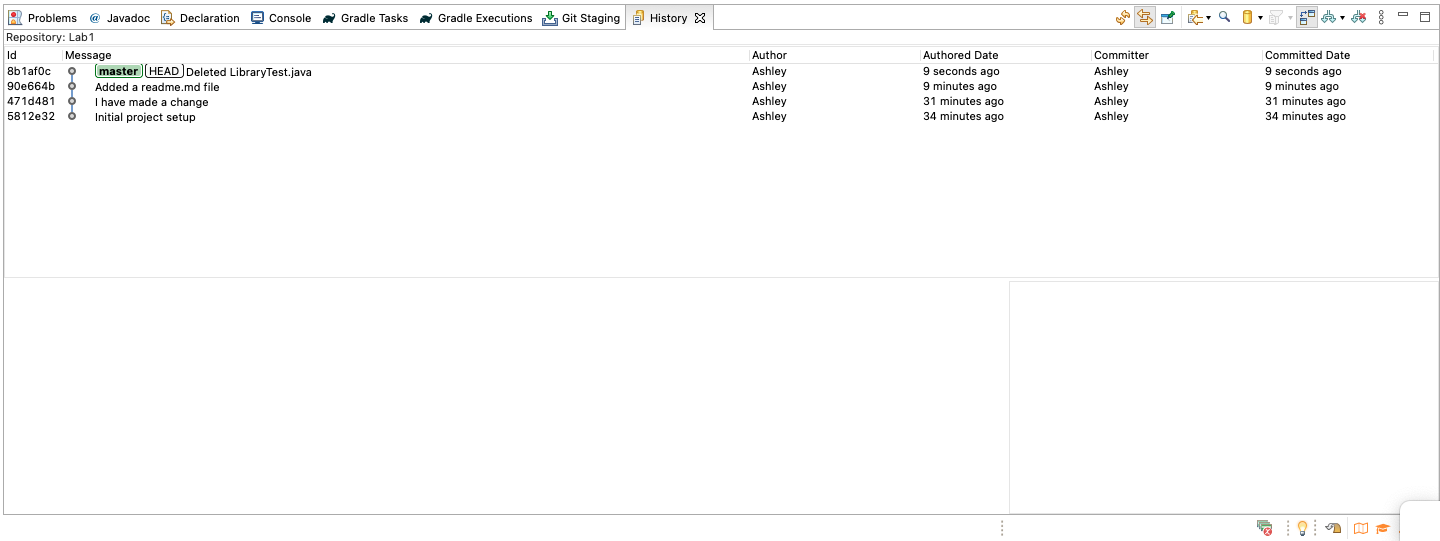 Problems @ Javadoc Declaration Console Gradle Tasks Gradle Executions Git Staging History
Repository: Lab1
Id Message Author Authored Date Committer Committed Date
8b1af0c master HEAD Deleted LibraryTest.java Ashley 9 seconds ago Ashley 9 seconds ago
90e664b Added a readme.md file Ashley 9 minutes ago Ashley 9 minutes ago
471d481 I have made a change Ashley 31 minutes ago Ashley 31 minutes ago
5812e32 Initial project setup Ashley 34 minutes ago Ashley 34 minutes ago